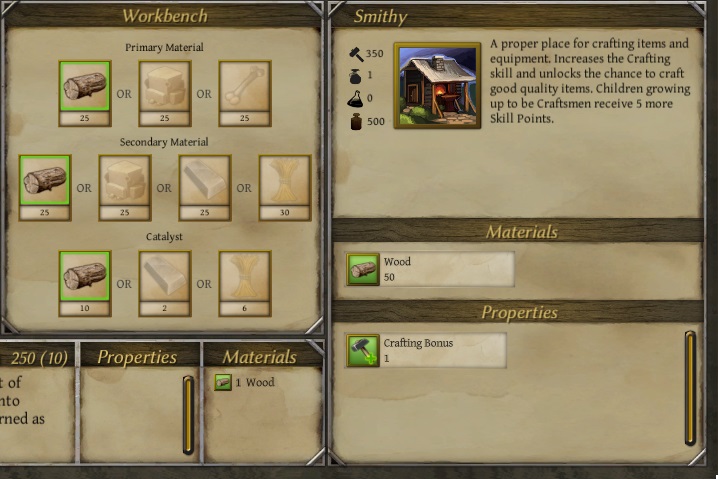 Workbench
Primary Material
OR
OR
25
25
25
Secondary Material
OR
OR
OR
25
25
25
30
Catalyst
OR
OR
10
2
6
250 (10)
t of
nto
rned as
Properties
Materials
1 Wood
Smithy
350
1
0
500
A proper place for crafting items and
equipment. Increases the Crafting
skill and unlocks the chance to craft
good quality items. Children growing
up to be Craftsmen receive 5 more
Skill Points.
Materials
Wood
50
Properties
Crafting Bonus
1